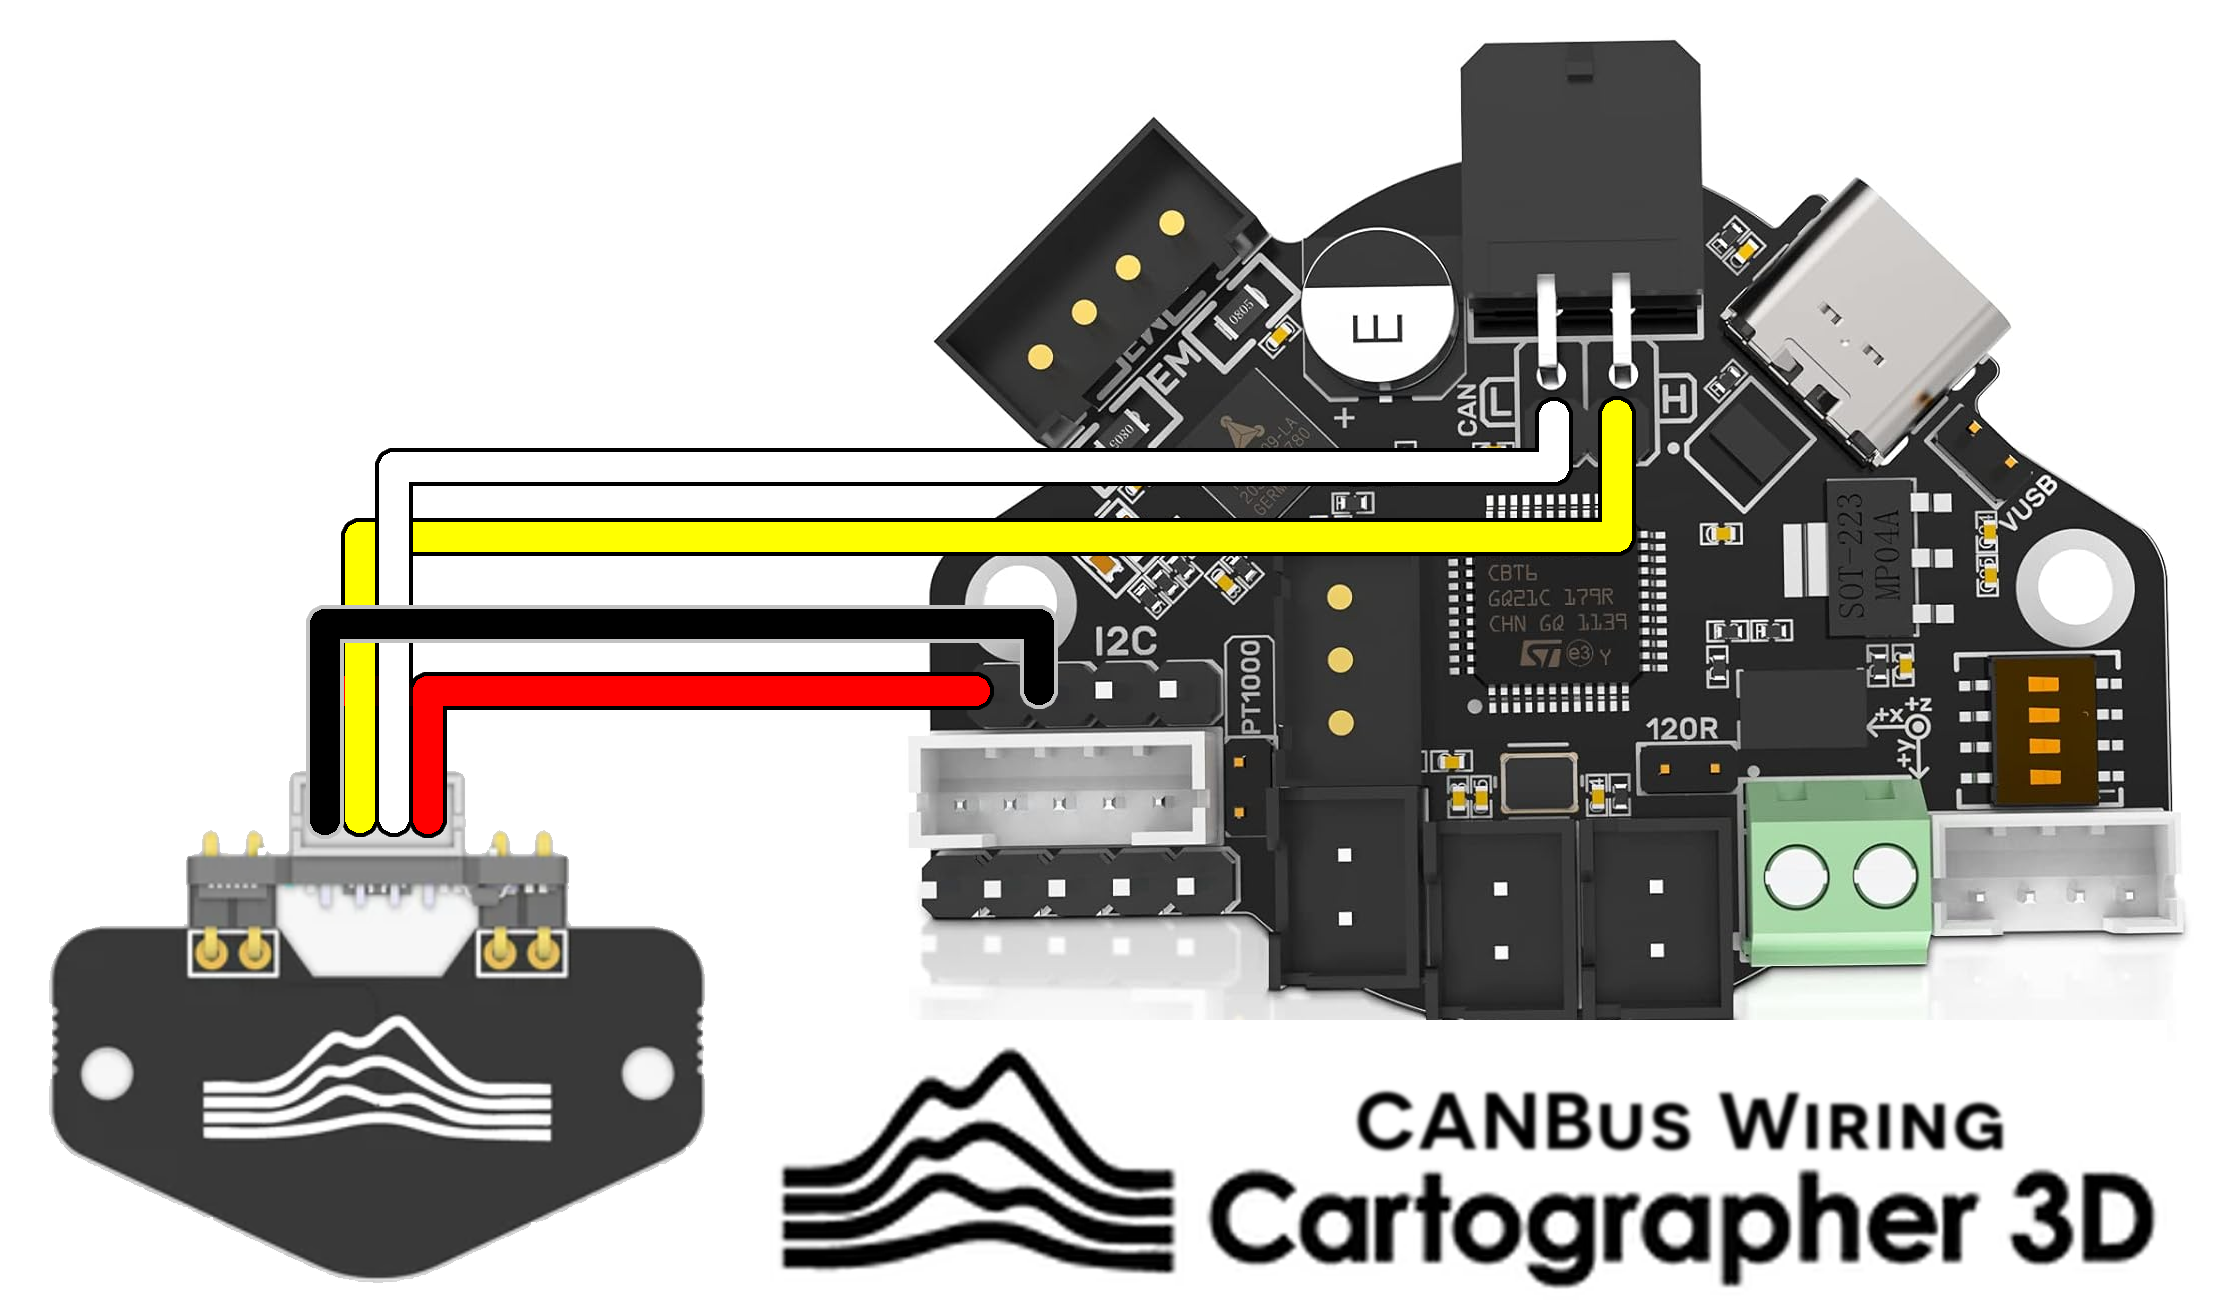 0805
EM
E
+
CAN
L
H
VUSB
SOT-223
MP04A
CBT6
GQ21C 179R
CHN GQ 1139
ST e3 Y
I2C
PT1000
120R
+x
+z
+y
CANBUS WIRING
Cartographer 3D